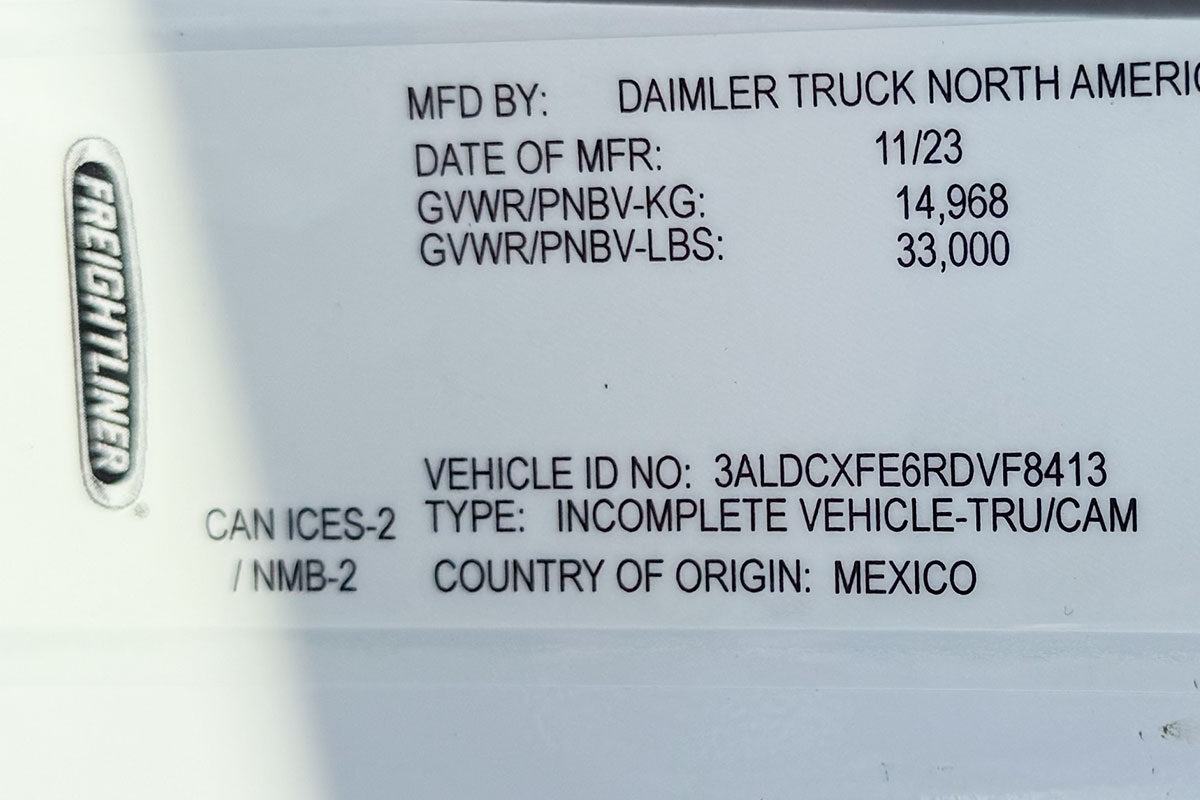 FREIGHTLINER
MFD BY: DAIMLER TRUCK NORTH AMERIC
DATE OF MFR: 11/23
GVWR/PNBV-KG: 14,968
GVWR/PNBV-LBS: 33,000
VEHICLE ID NO: 3ALDCXFE6RDVF8413
CAN ICES-2 TYPE: INCOMPLETE VEHICLE-TRU/CAM
/ NMB-2 COUNTRY OF ORIGIN: MEXICO